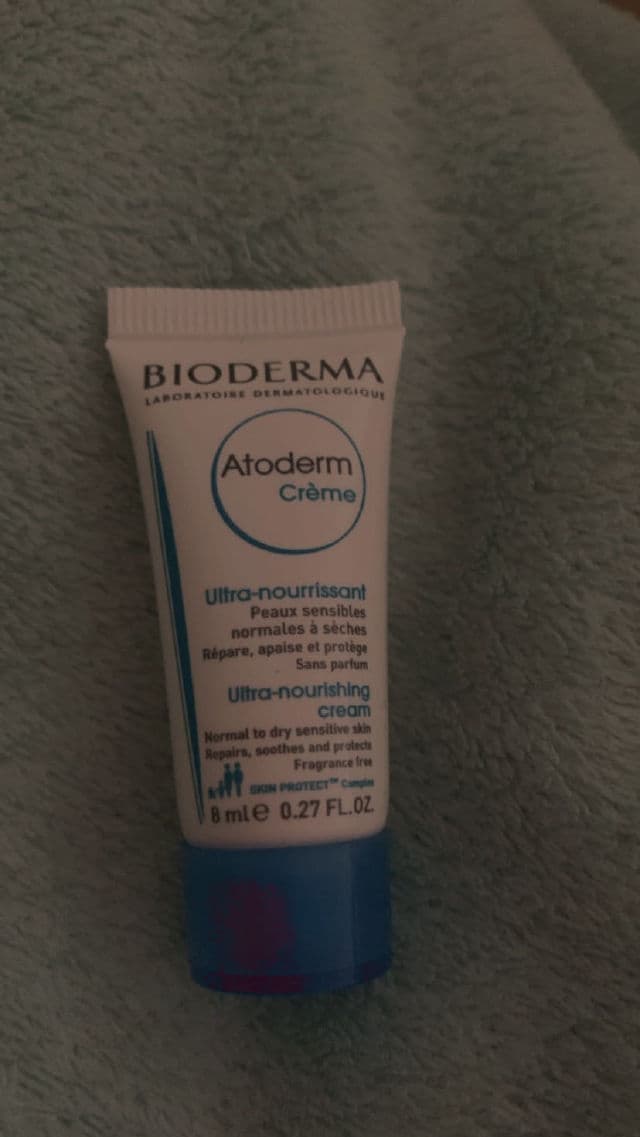 BIODERMA
LABORATOIRE DERMATOLOGIQUE
Atoderm
Crème
Ultra-nourrissant
Peaux sensibles
normales à sèches
Répare, apaise et protège
Sans parfum
Ultra-nourishing
cream
Normal to dry sensitive skin
Repairs, soothes and protects
Fragrance free
SKIN PROTECT™ Complex
8 ml e 0.27 FL.OZ.